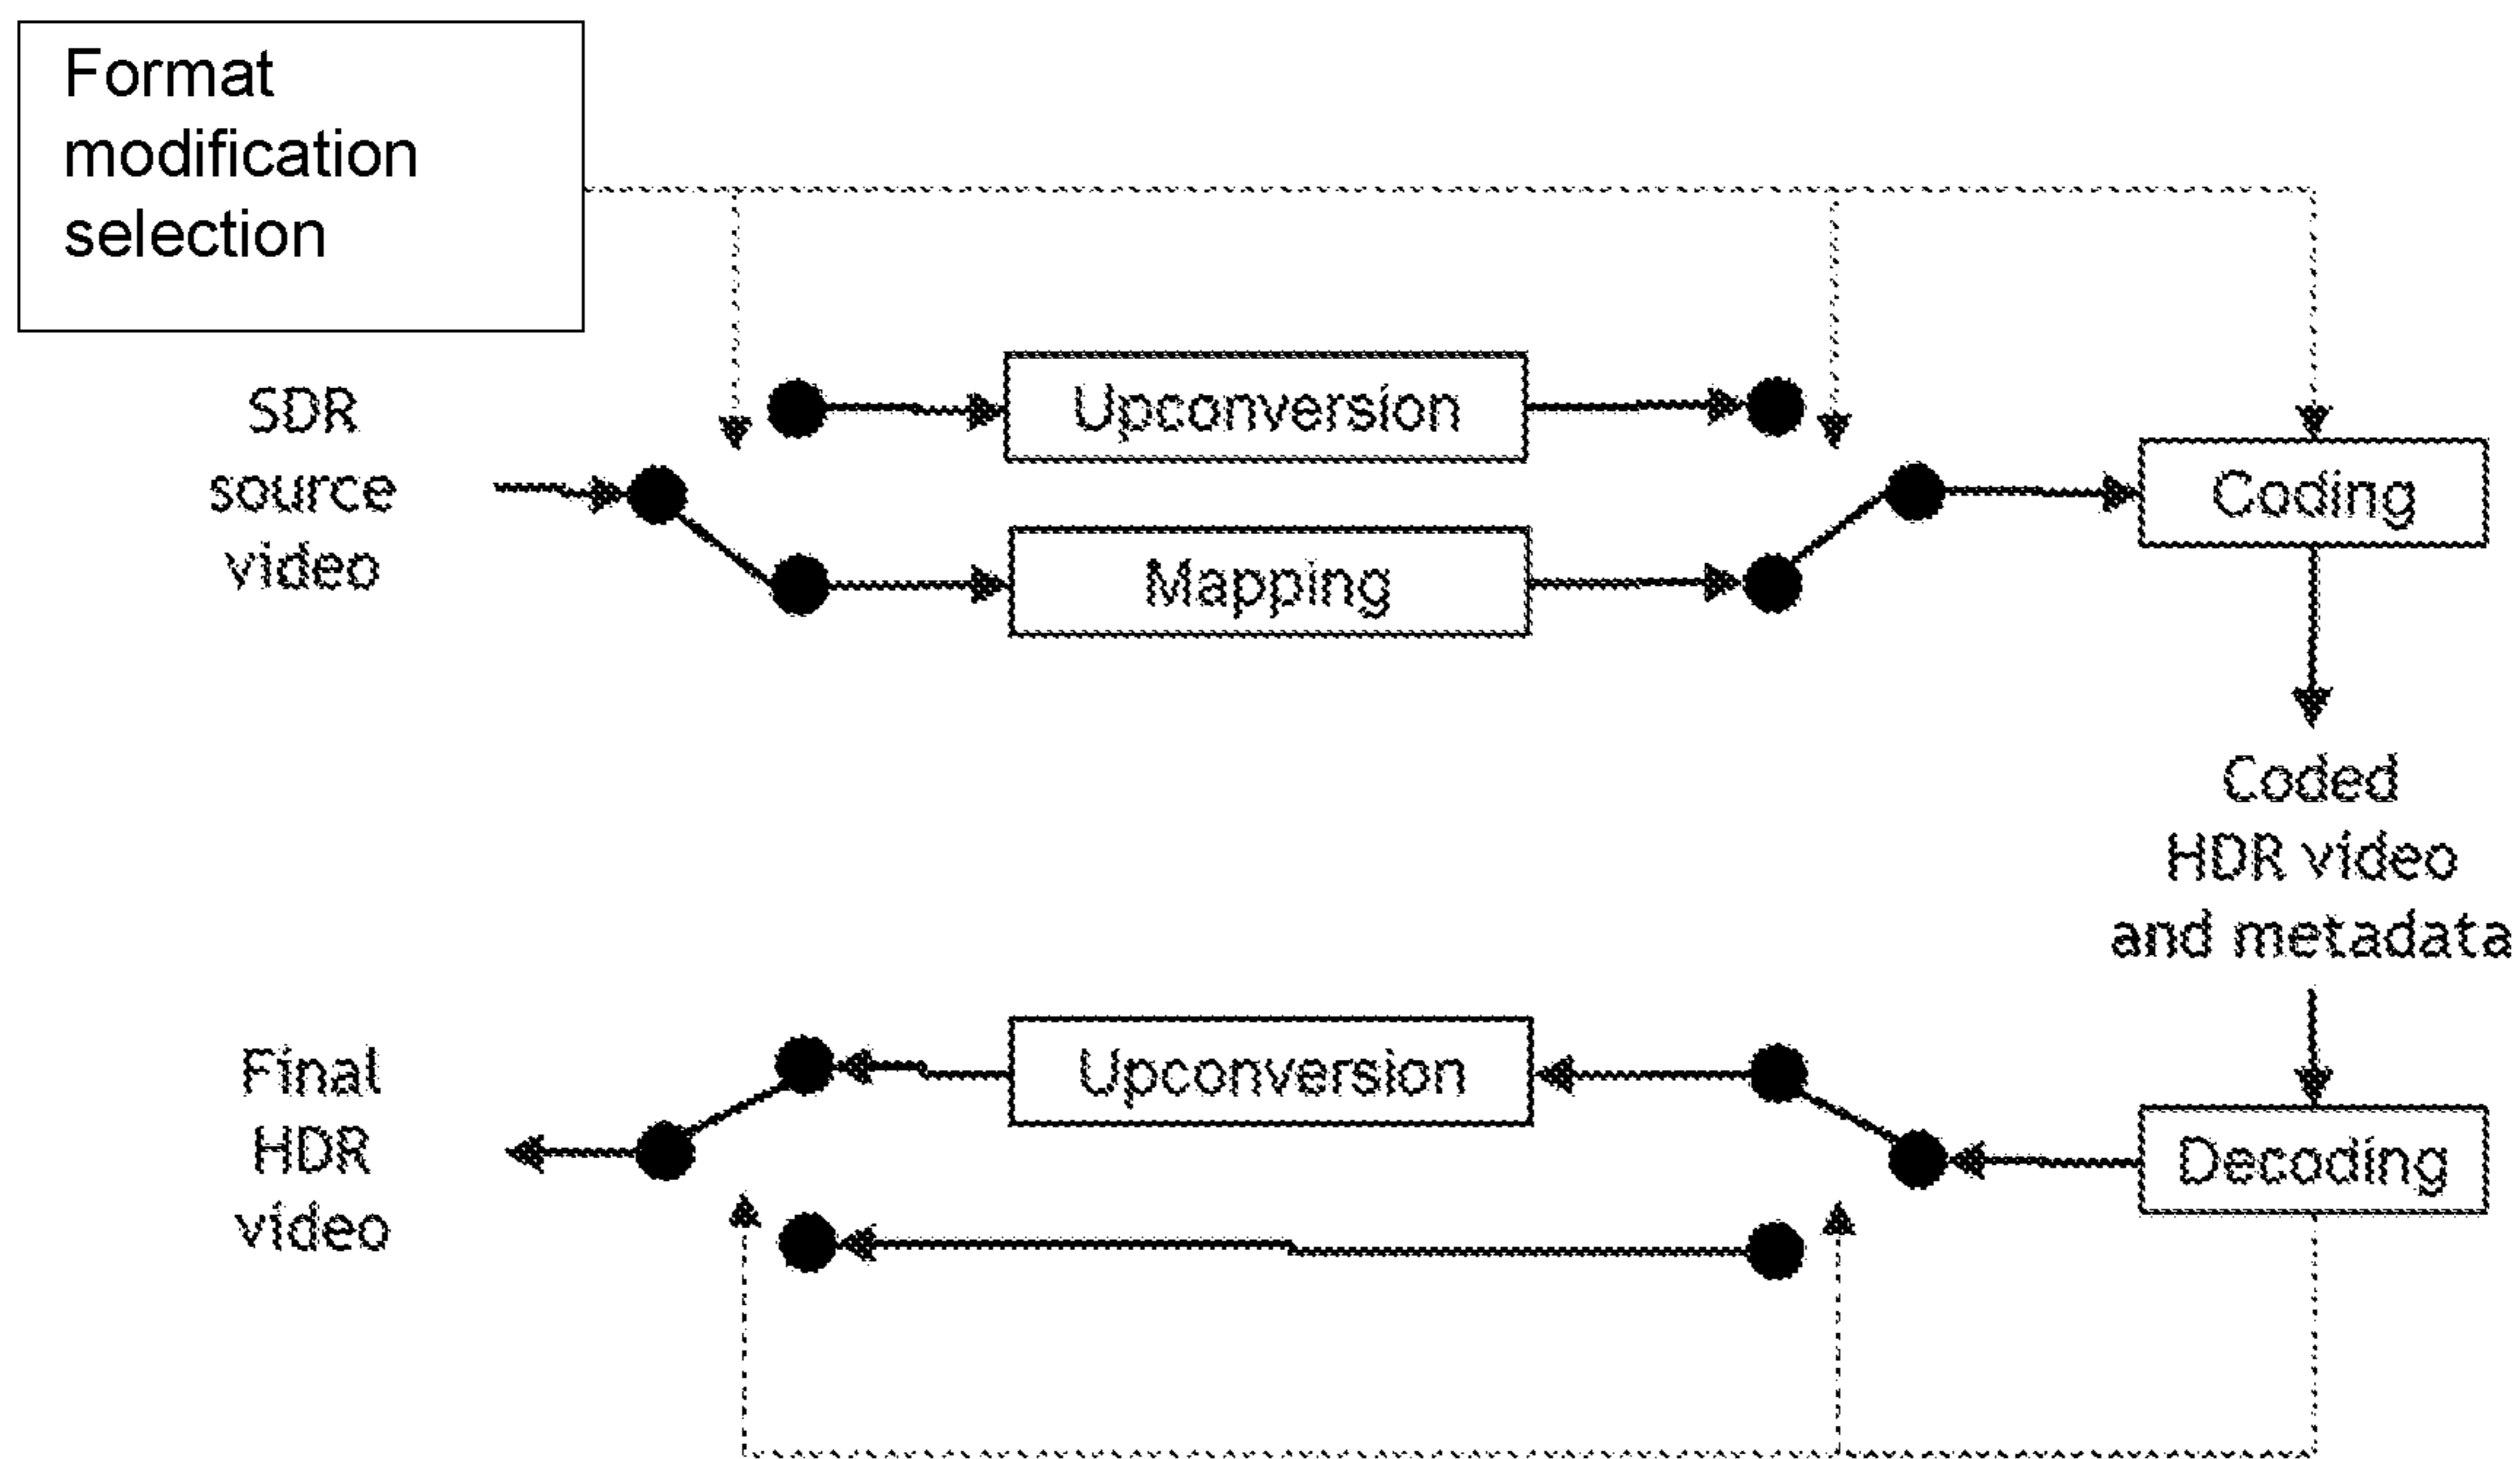 Format
modification
selection
SDR
source
video
Upconversion
Mapping
Coding
Coded
HDR video
and metadata
Final
HDR
video
Upconversion
Decoding